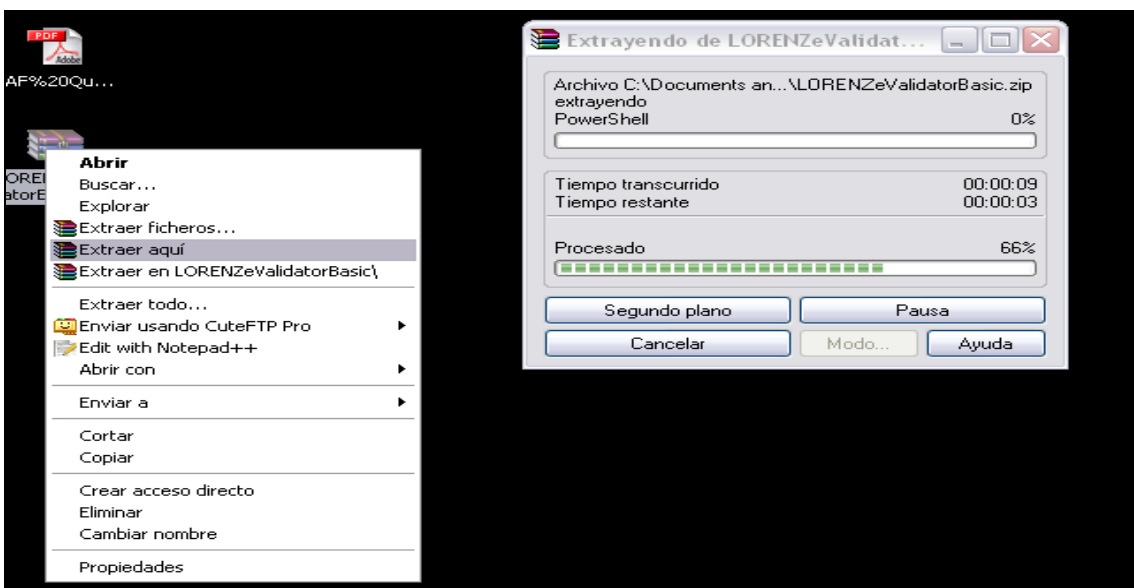 PDF
Adobe
AF%20Qu...
Abrir
Buscar...
Explorar
Extraer ficheros...
Extraer aquí
Extraer en LORENZeValidatorBasic\
Extraer todo...
Enviar usando CuteFTP Pro
Edit with Notepad++
Abrir con
Enviar a
Cortar
Copiar
Crear acceso directo
Eliminar
Cambiar nombre
Propiedades
Extrayendo de LORENZeValidat...
Archivo C:\Documents an...\LORENZeValidatorBasic.zip
extrayendo
PowerShell 0%
Tiempo transcurrido 00:00:09
Tiempo restante 00:00:03
Procesado 66%
Segundo plano Pausa
Cancelar Modo... Ayuda